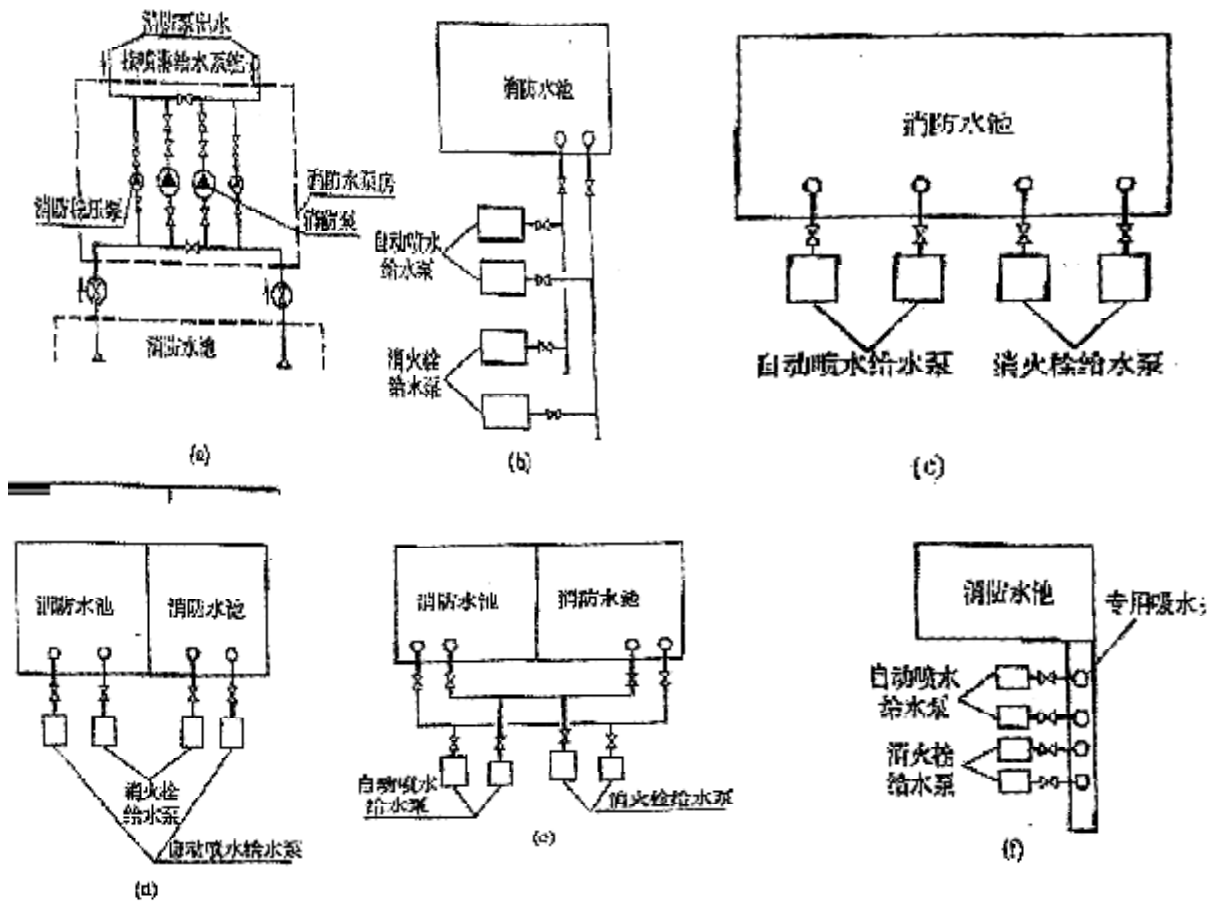 消防泵出水
接喷淋给水系统
消防水泵房
消防稳压泵
消防泵
消防水池
(a)
消防水池
自动喷水
给水泵
消火栓
给水泵
(b)
消防水池
自动喷水给水泵
消火栓给水泵
(c)
消防水池
消防水池
消火栓
给水泵
自动喷水给水泵
(d)
消防水池
消防水池
自动喷水
给水泵
消火栓给水泵
(e)
消防水池
专用吸水
自动喷水
给水泵
消火栓
给水泵
(f)